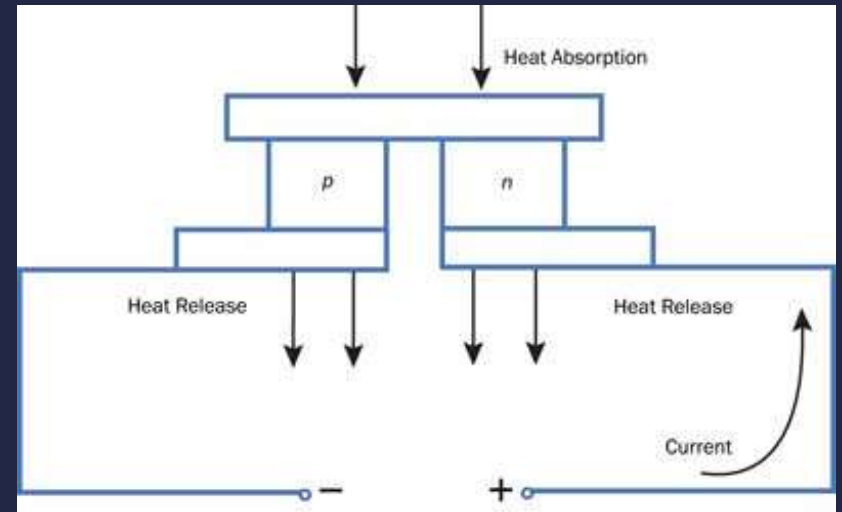 Heat Absorption
p
n
Heat Release
Heat Release
Current
− +